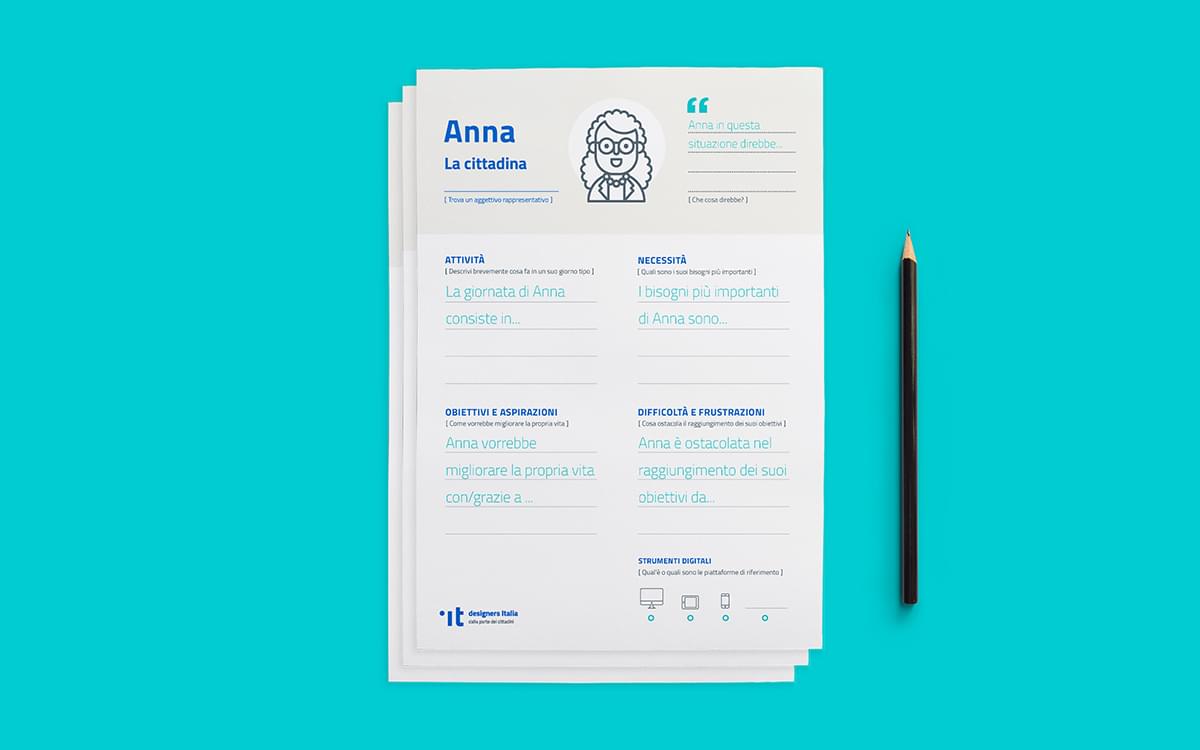 Anna
La cittadina
[ Trova un aggettivo rappresentativo ]
“
Anna in questa
situazione direbbe...
[ Che cosa direbbe? ]
ATTIVITÀ
[ Descrivi brevemente cosa fa in un suo giorno tipo ]
La giornata di Anna
consiste in...
NECESSITÀ
[ Quali sono i suoi bisogni più importanti ]
I bisogni più importanti
di Anna sono...
OBIETTIVI E ASPIRAZIONI
[ Come vorrebbe migliorare la propria vita ]
Anna vorrebbe
migliorare la propria vita
con/grazie a ...
DIFFICOLTÀ E FRUSTRAZIONI
[ Cosa ostacola il raggiungimento dei suoi obiettivi ]
Anna è ostacolata nel
raggiungimento dei suoi
obiettivi da...
STRUMENTI DIGITALI
[ Qual'è o quali sono le piattaforme di riferimento ]
it designers Italia
dalla parte dei cittadini